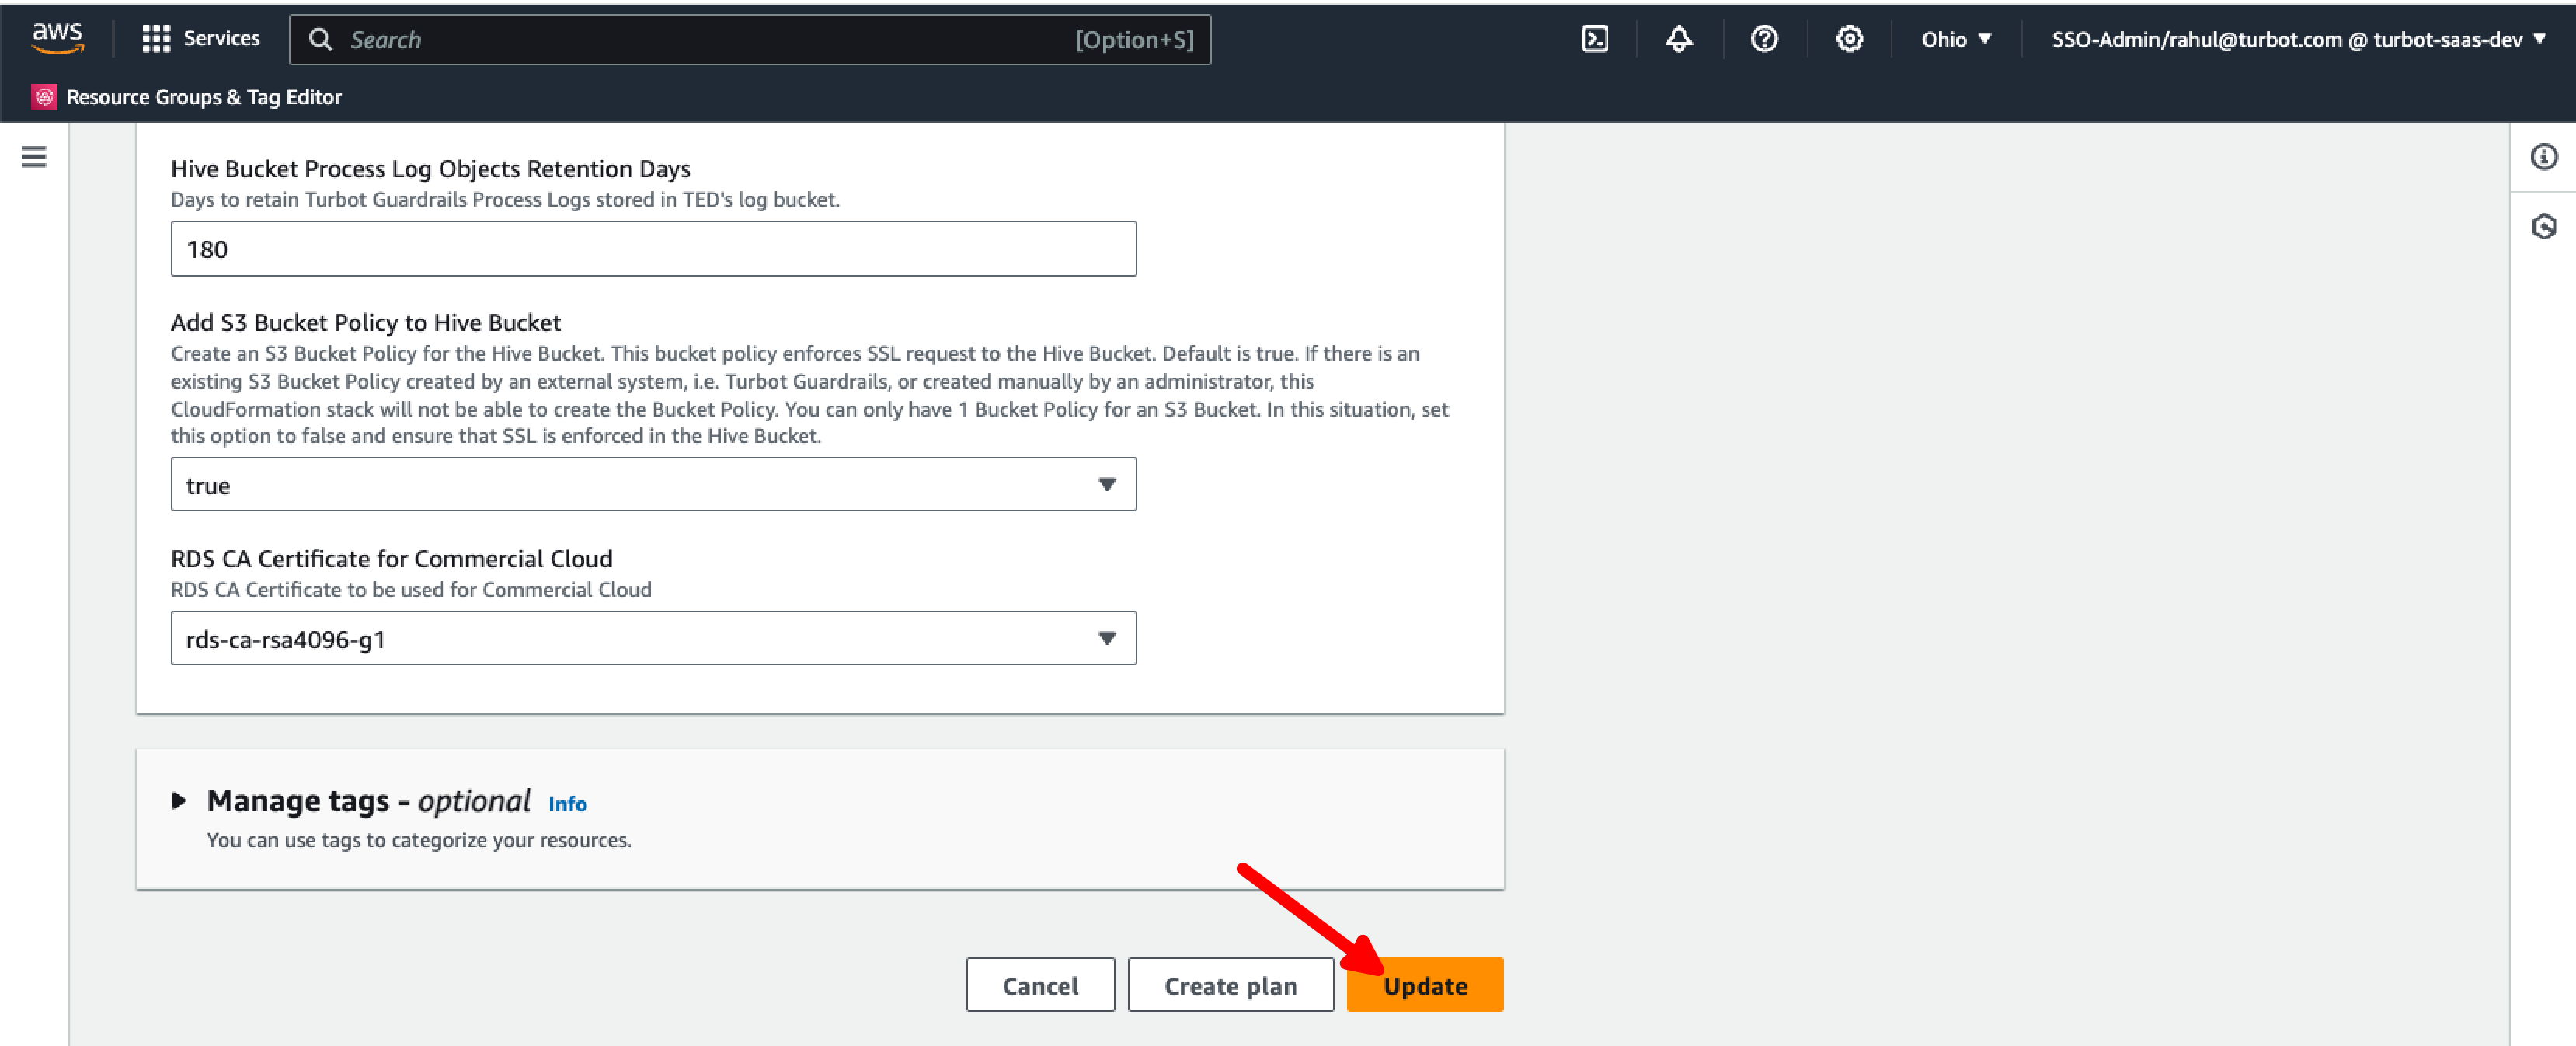 aws
Services
Search
[Option+S]
Ohio
SSO-Admin/rahul@turbot.com @ turbot-saas-dev
Resource Groups & Tag Editor
Hive Bucket Process Log Objects Retention Days
Days to retain Turbot Guardrails Process Logs stored in TED's log bucket.
180
Add S3 Bucket Policy to Hive Bucket
Create an S3 Bucket Policy for the Hive Bucket. This bucket policy enforces SSL request to the Hive Bucket. Default is true. If there is an
existing S3 Bucket Policy created by an external system, i.e. Turbot Guardrails, or created manually by an administrator, this
CloudFormation stack will not be able to create the Bucket Policy. You can only have 1 Bucket Policy for an S3 Bucket. In this situation, set
this option to false and ensure that SSL is enforced in the Hive Bucket.
true
RDS CA Certificate for Commercial Cloud
RDS CA Certificate to be used for Commercial Cloud
rds-ca-rsa4096-g1
Manage tags - optional Info
You can use tags to categorize your resources.
Cancel
Create plan
Update